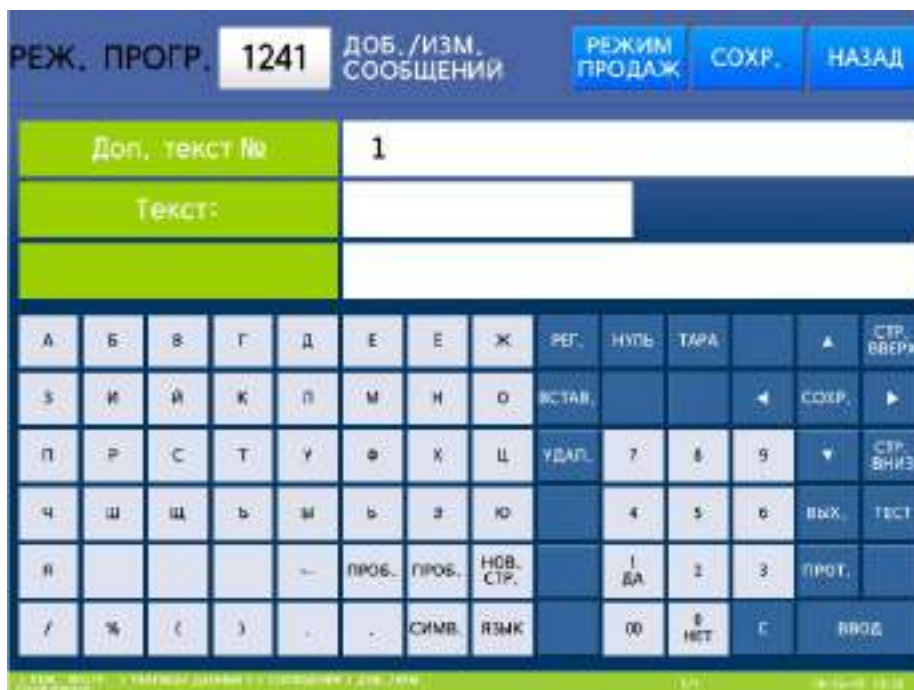 РЕЖ. ПРОГР. 1241 ДОБ./ИЗМ. СООБЩЕНИЙ РЕЖИМ ПРОДАЖ СОХР. НАЗАД
Доп. текст № 1
Текст:
А Б В Г Д Е Ё Ж РЕГ. НУЛЬ ТАРА ▲ СТР. ВВЕРХ
З И Й К Л М Н О ВСТАВ. ◄ СОХР. ►
П Р С Т У Ф Х Ц УДАЛ. 7 8 9 ▼ СТР. ВНИЗ
Ч Ш Щ Ъ Ы Ь Э Ю 4 5 6 ВЫХ. ТЕСТ
Я ← ПРОБ. ПРОБ. НОВ. СТР. 1 ДА 2 3 ПРОТ.
/ % ( ) СИМВ. ЯЗЫК 00 0 НЕТ С ВВОД